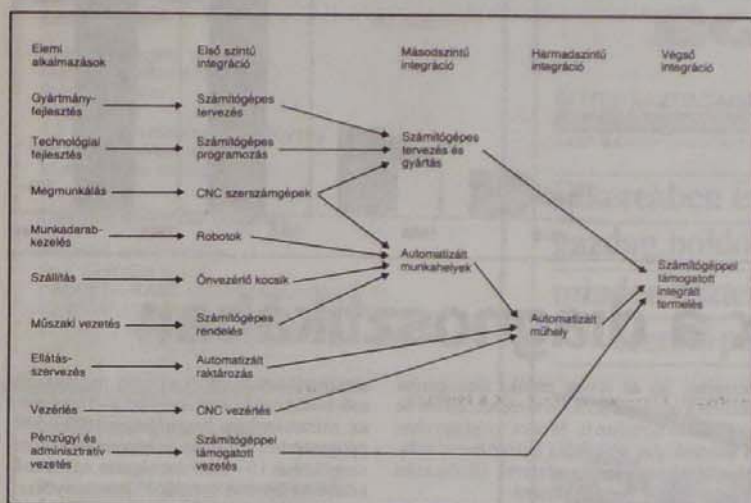 Elemi
alkalmazások
Első szintű
integráció
Másodszintű
integráció
Harmadszintű
integráció
Végső
integráció
Gyártmány-
fejlesztés
Számítógépes
tervezés
Technológiai
fejlesztés
Számítógépes
programozás
Számítógépes
tervezés és
gyártás
Megmunkálás
CNC szerszámgépek
Munkadarab-
kezelés
Robotok
Automatizált
munkahelyek
Szállítás
Önvezérlő kocsik
Számítógéppel
támogatott
integrált
termelés
Műszaki vezetés
Számítógépes
rendelés
Automatizált
műhely
Ellátás-
szervezés
Automatizált
raktározás
Vezérlés
CNC vezérlés
Pénzügyi és
adminisztratív
vezetés
Számítógéppel
támogatott
vezetés